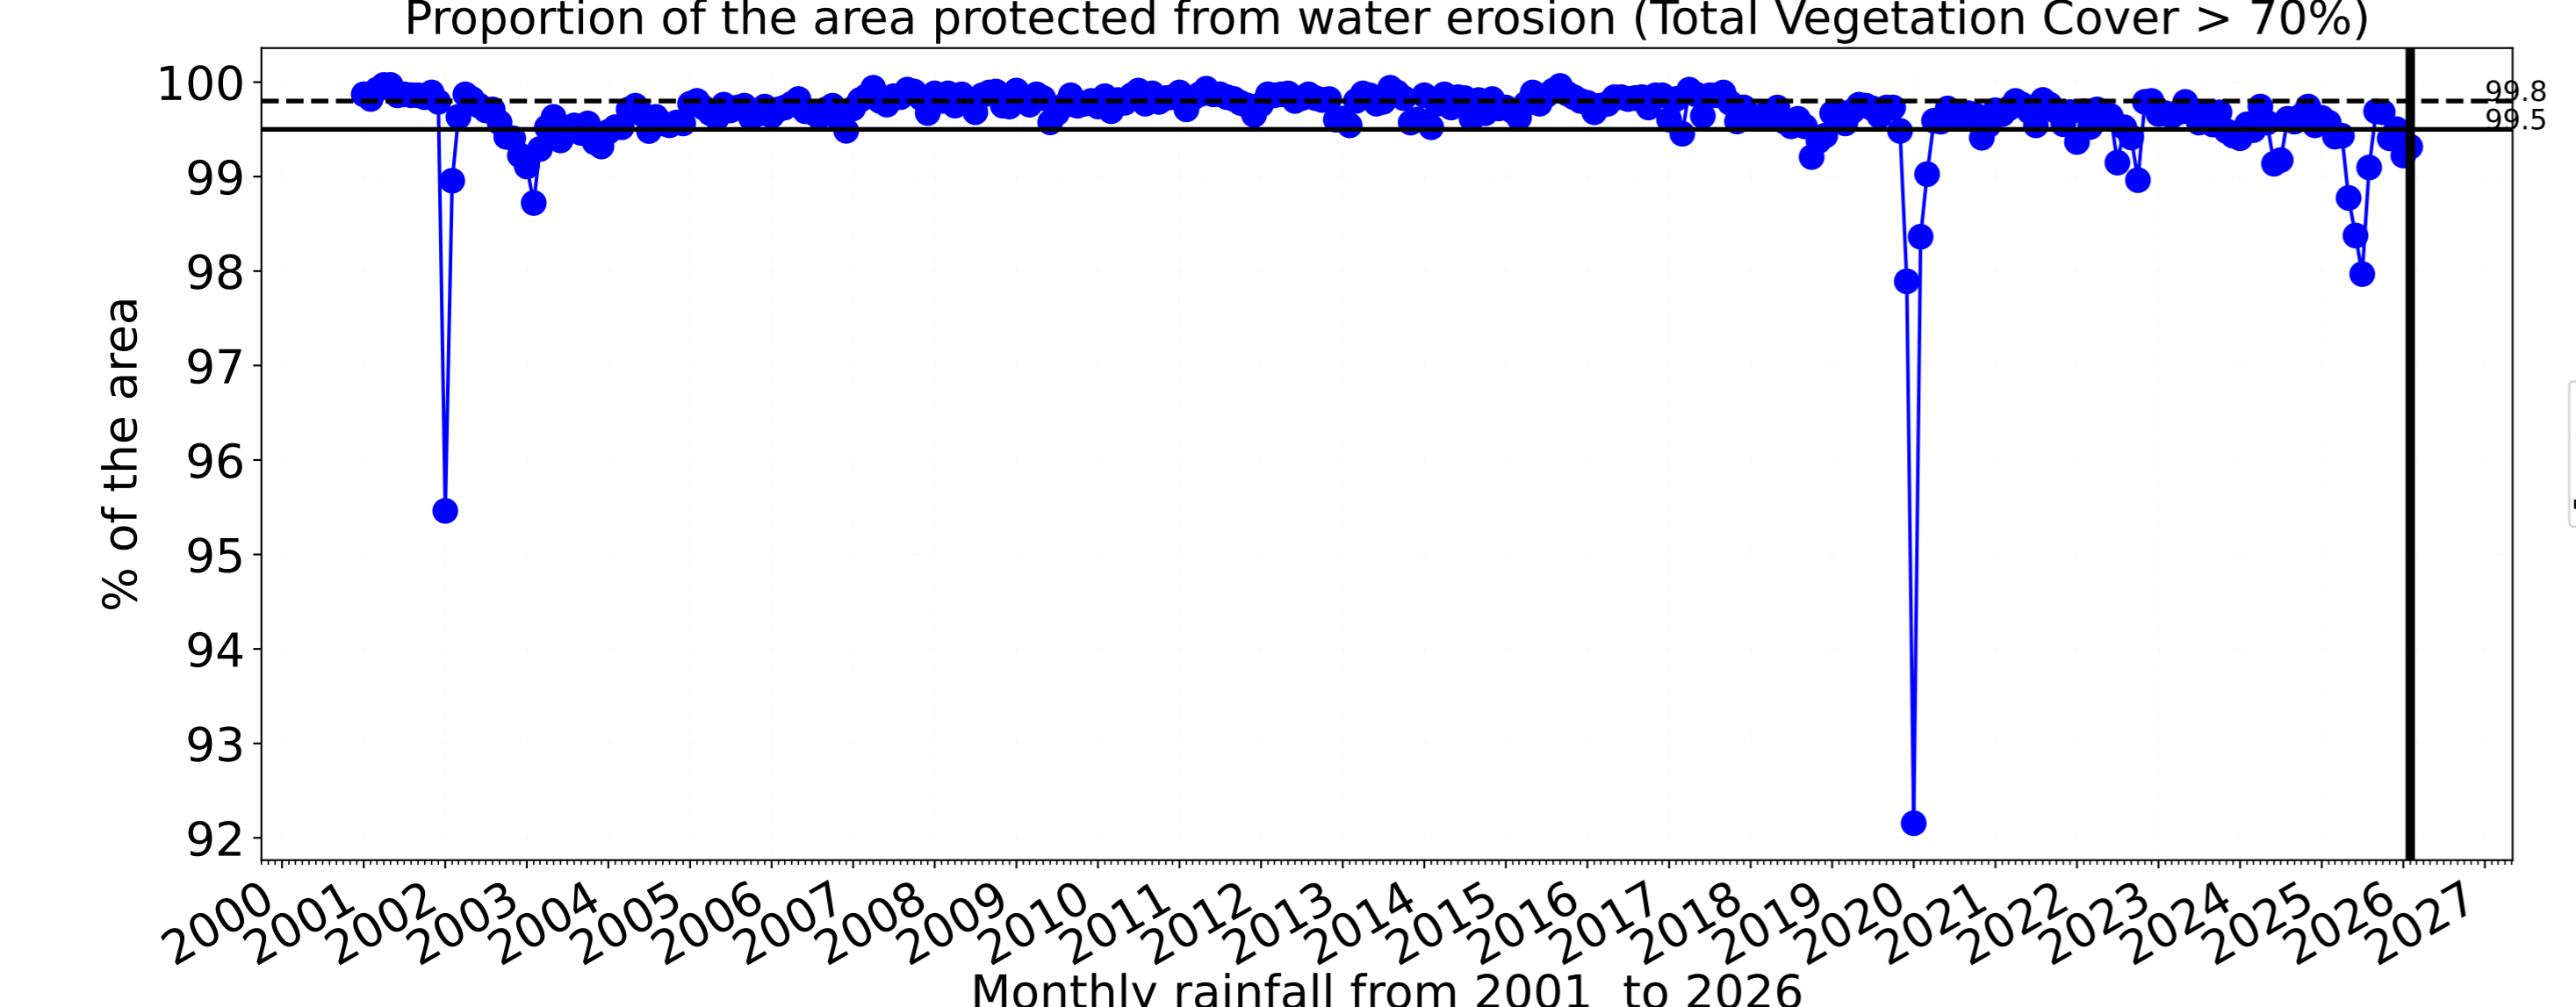 Proportion of the area protected from water erosion (Total Vegetation Cover > 70%)
% of the area
100
99
98
97
96
95
94
93
92
99.8
99.5
2000 2001 2002 2003 2004 2005 2006 2007 2008 2009 2010 2011 2012 2013 2014 2015 2016 2017 2018 2019 2020 2021 2022 2023 2024 2025 2026 2027
Monthly rainfall from 2001 to 2026